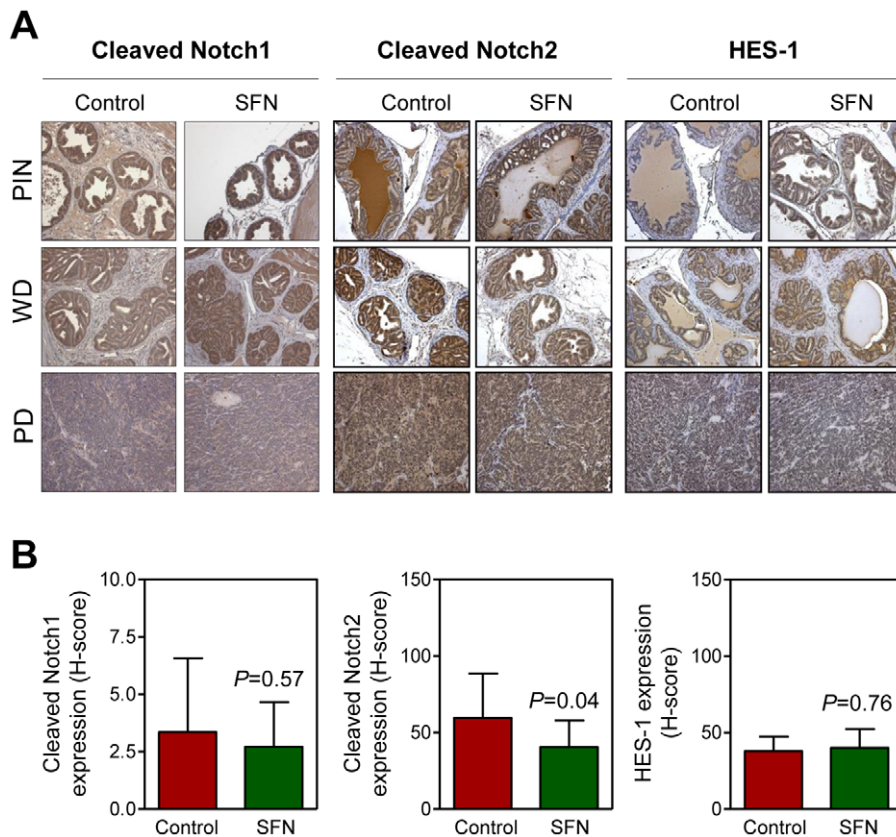 A
Cleaved Notch1 Cleaved Notch2 HES-1
Control SFN Control SFN Control SFN
PIN
WD
PD
B
Cleaved Notch1
expression (H-score)
10.0
7.5
5.0
2.5
0.0
P=0.57
Control SFN
Cleaved Notch2
expression (H-score)
150
100
50
0
P=0.04
Control SFN
HES-1 expression
(H-score)
150
100
50
0
P=0.76
Control SFN